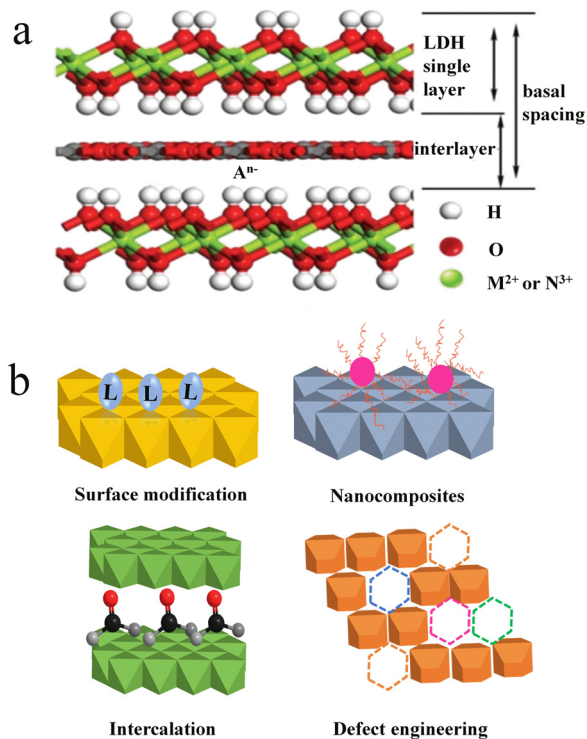 a
LDH
single
layer
basal
spacing
interlayer
Aⁿ⁻
H
O
M²⁺ or N³⁺
b
L L L
Surface modification
Nanocomposites
Intercalation
Defect engineering